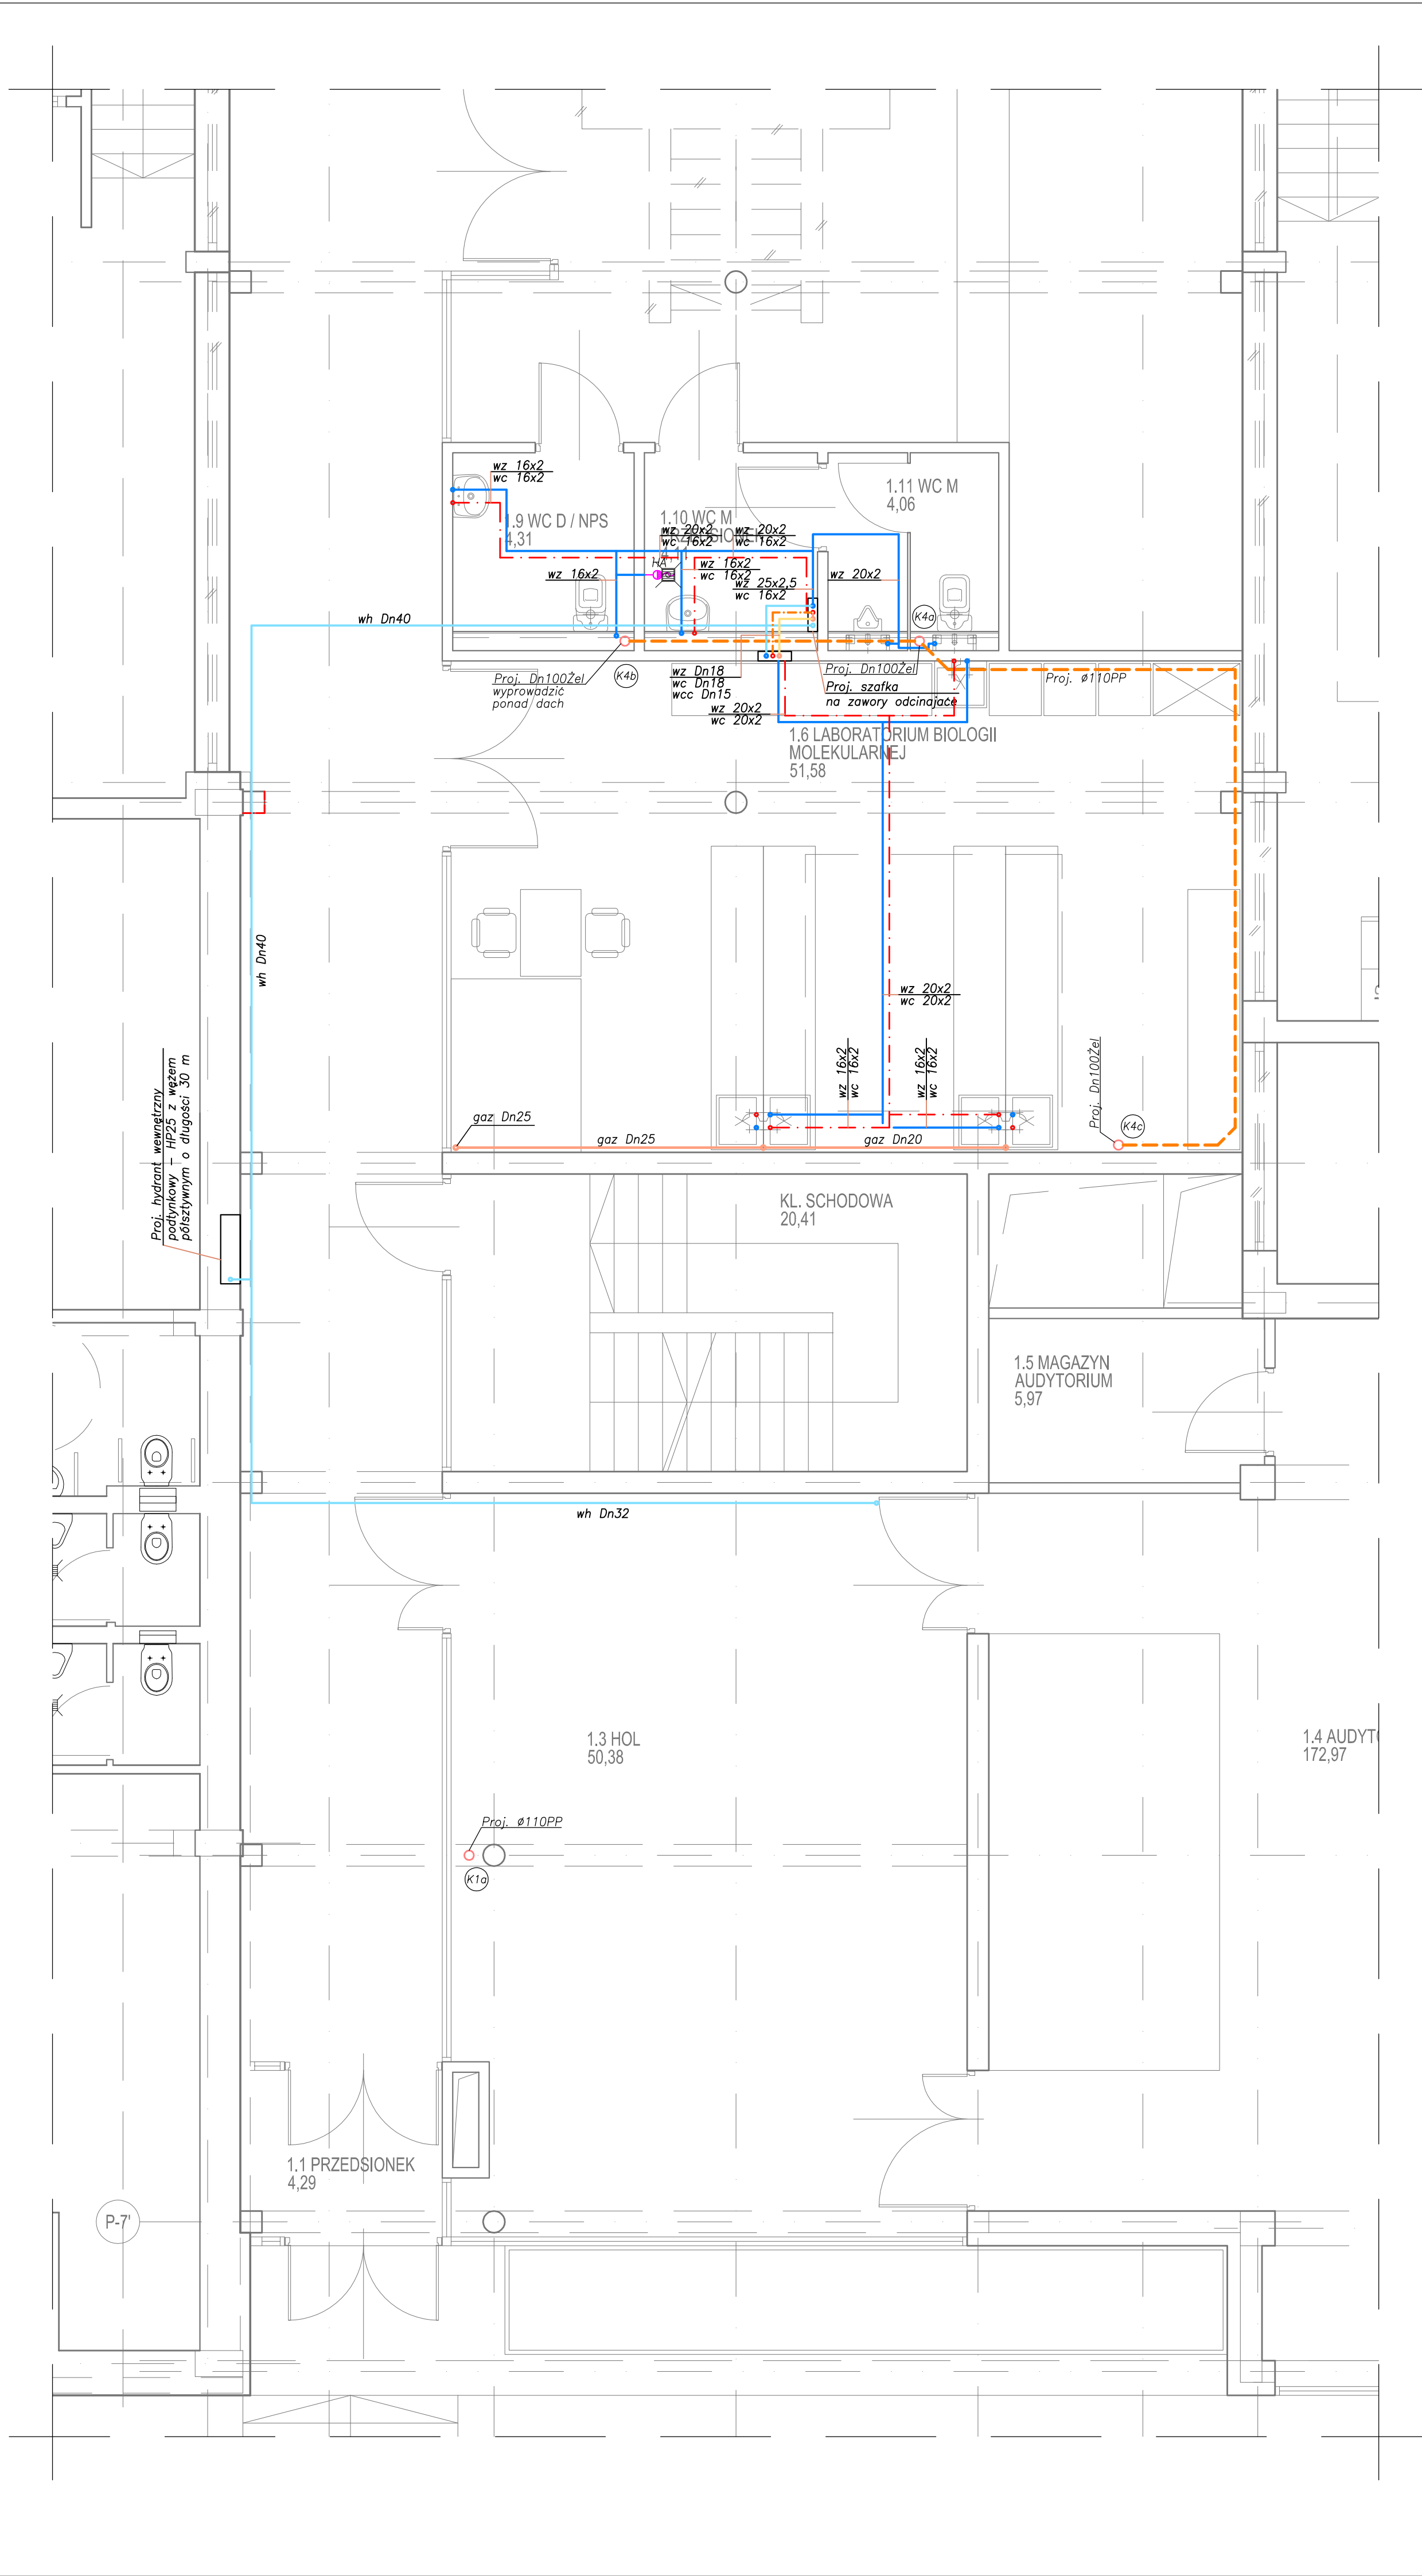 wz 16x2
wc 16x2
1.9 WC D / NPS
4,31
1.10 WC M
wz 20x2
wc 16x2
wz 20x2
wc 16x2
1.11 WC M
4,06
HA
wz 16x2
wz 16x2
wc 16x2
wz 25x2,5
wc 16x2
wz 20x2
wh Dn40
K4a
K4b
Proj. Dn100Żel
wyprowadzić
ponad dach
wz Dn18
wc Dn18
wcc Dn15
Proj. Dn100Żel
Proj. szafka
na zawory odcinające
Proj. ø110PP
wz 20x2
wc 20x2
1.6 LABORATORIUM BIOLOGII
MOLEKULARNEJ
51,58
wh Dn40
wz 20x2
wc 20x2
wz 16x2
wc 16x2
wz 16x2
wc 16x2
Proj. Dn100Żel
K4c
Proj. hydrant wewnętrzny
podtynkowy – HP25 z wężem
półsztywnym o długości 30 m
gaz Dn25
gaz Dn25
gaz Dn20
KL. SCHODOWA
20,41
1.5 MAGAZYN
AUDYTORIUM
5,97
wh Dn32
1.3 HOL
50,38
1.4 AUDYT
172,97
Proj. ø110PP
K1a
1.1 PRZEDSIONEK
4,29
P-7'